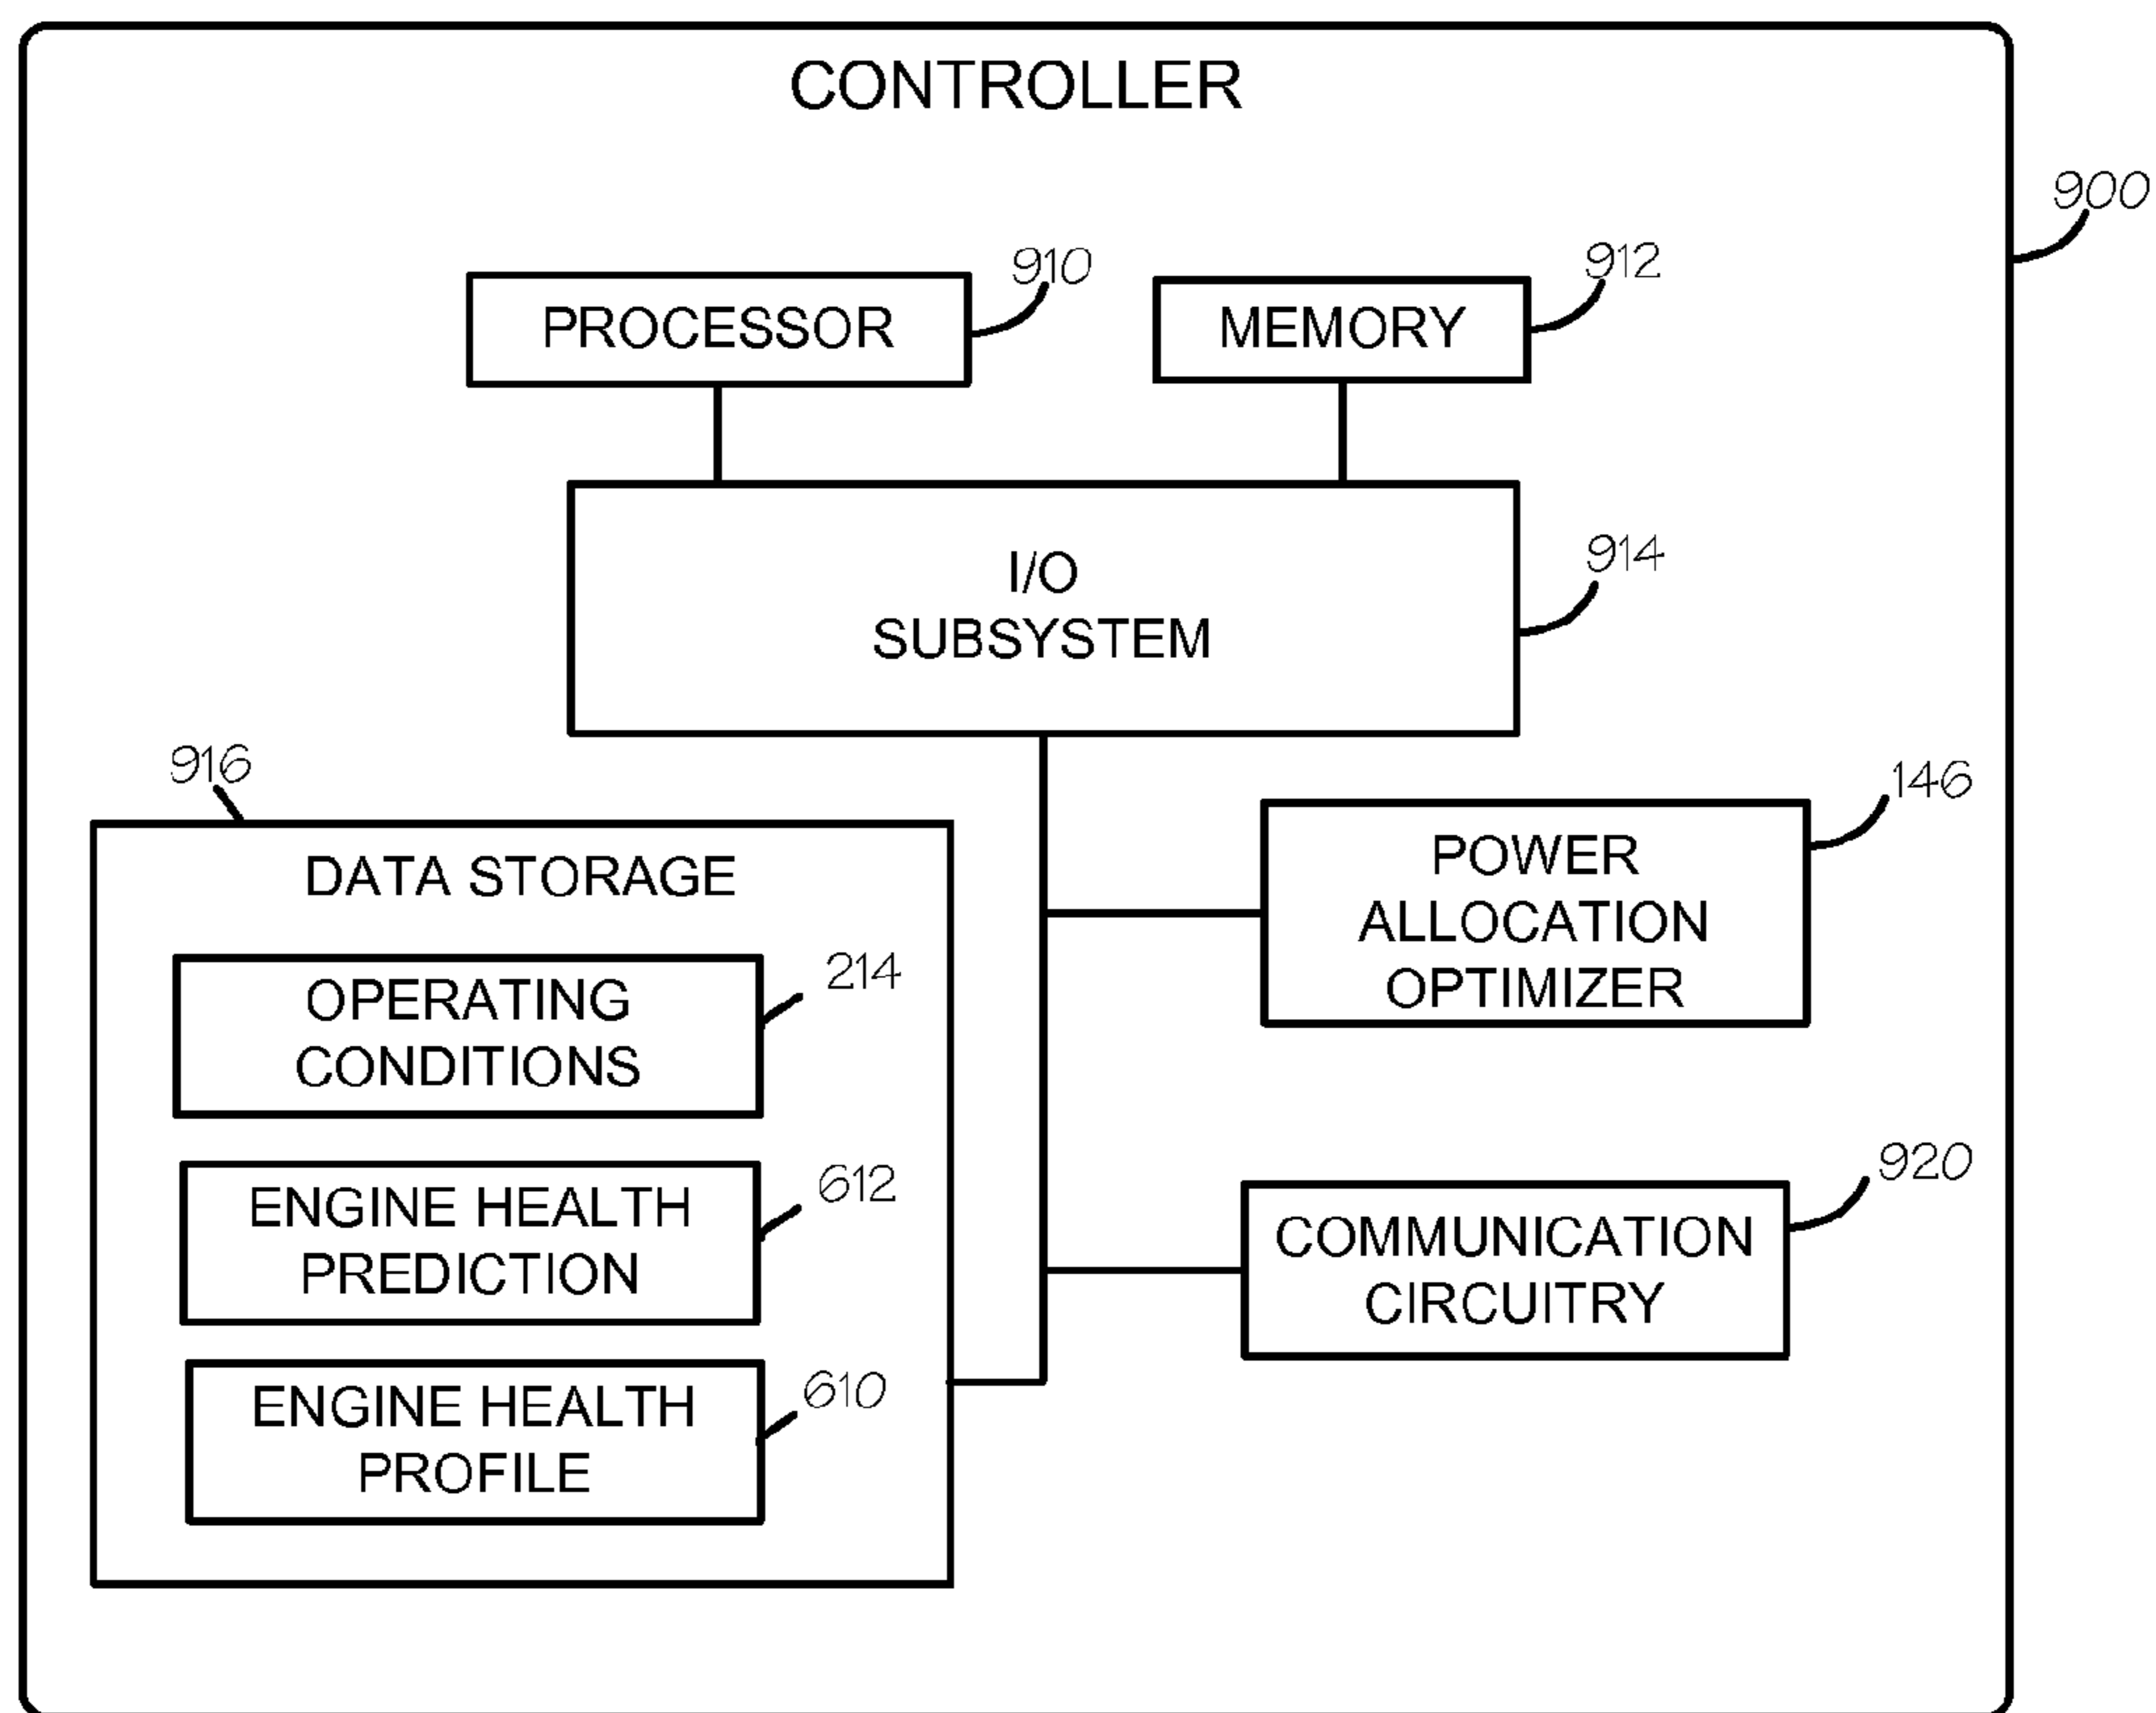 CONTROLLER
900
910
PROCESSOR
912
MEMORY
914
I/O
SUBSYSTEM
916
DATA STORAGE
214
OPERATING
CONDITIONS
612
ENGINE HEALTH
PREDICTION
610
ENGINE HEALTH
PROFILE
146
POWER
ALLOCATION
OPTIMIZER
920
COMMUNICATION
CIRCUITRY